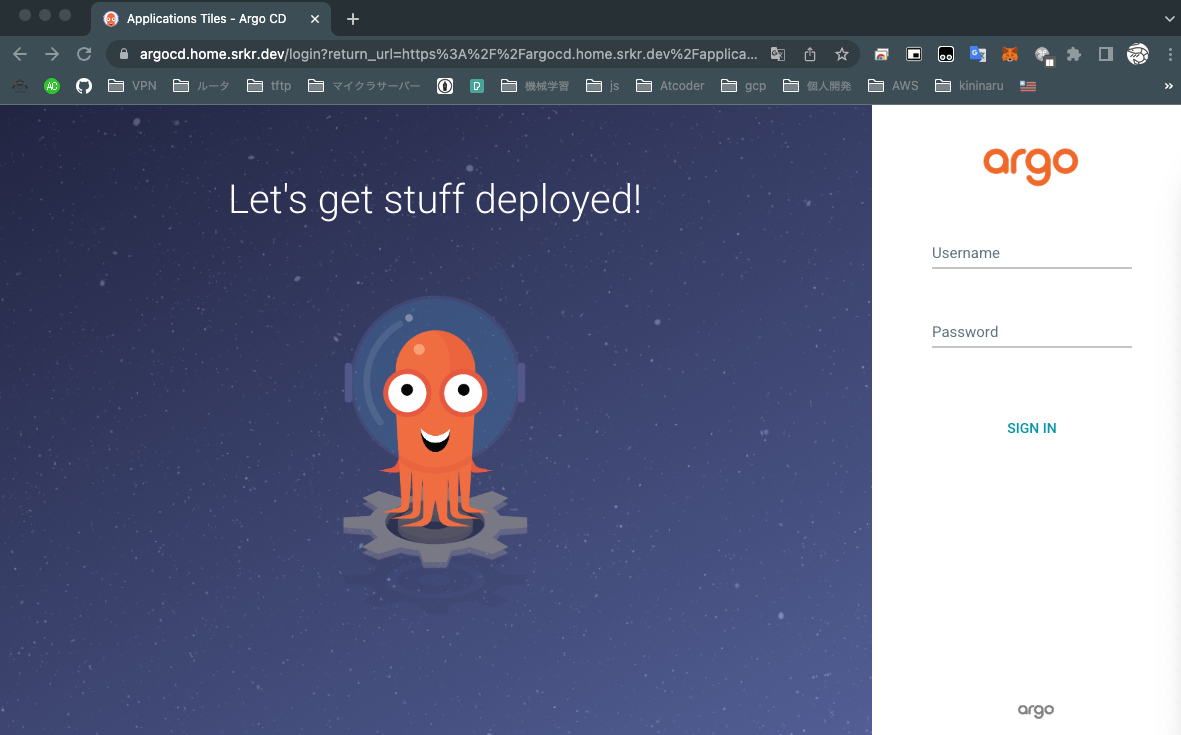 Applications Tiles - Argo CD
argocd.home.srkr.dev/login?return_url=https%3A%2F%2Fargocd.home.srkr.dev%2Fapplica...
AC VPN ルータ tftp マイクラサーバー 機械学習 js Atcoder gcp 個人開発 AWS kininaru »
Let's get stuff deployed!
argo
Username
Password
SIGN IN
argo